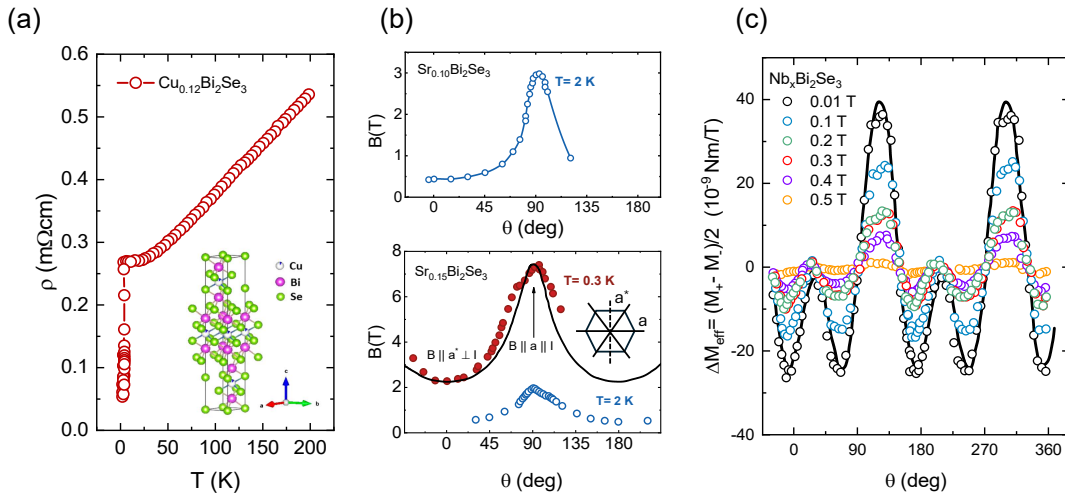 (a)
0.6
0.5
0.4
0.3
0.2
0.1
0.0
ρ (mΩcm)
Cu0.12Bi2Se3
Cu
Bi
Se
c
a
b
0
50
100
150
200
T (K)
(b)
Sr0.10Bi2Se3
T= 2 K
3
2
1
0
B(T)
0
45
90
135
180
θ (deg)
Sr0.15Bi2Se3
T= 0.3 K
8
6
4
2
0
B(T)
a*
a
B || a* ⊥ I
B || a || I
T= 2 K
0
45
90
135
180
θ (deg)
(c)
NbxBi2Se3
0.01 T
0.1 T
0.2 T
0.3 T
0.4 T
0.5 T
40
20
0
-20
-40
ΔMeff= (M+- M-)/2 (10-9 Nm/T)
0
90
180
270
360
θ (deg)